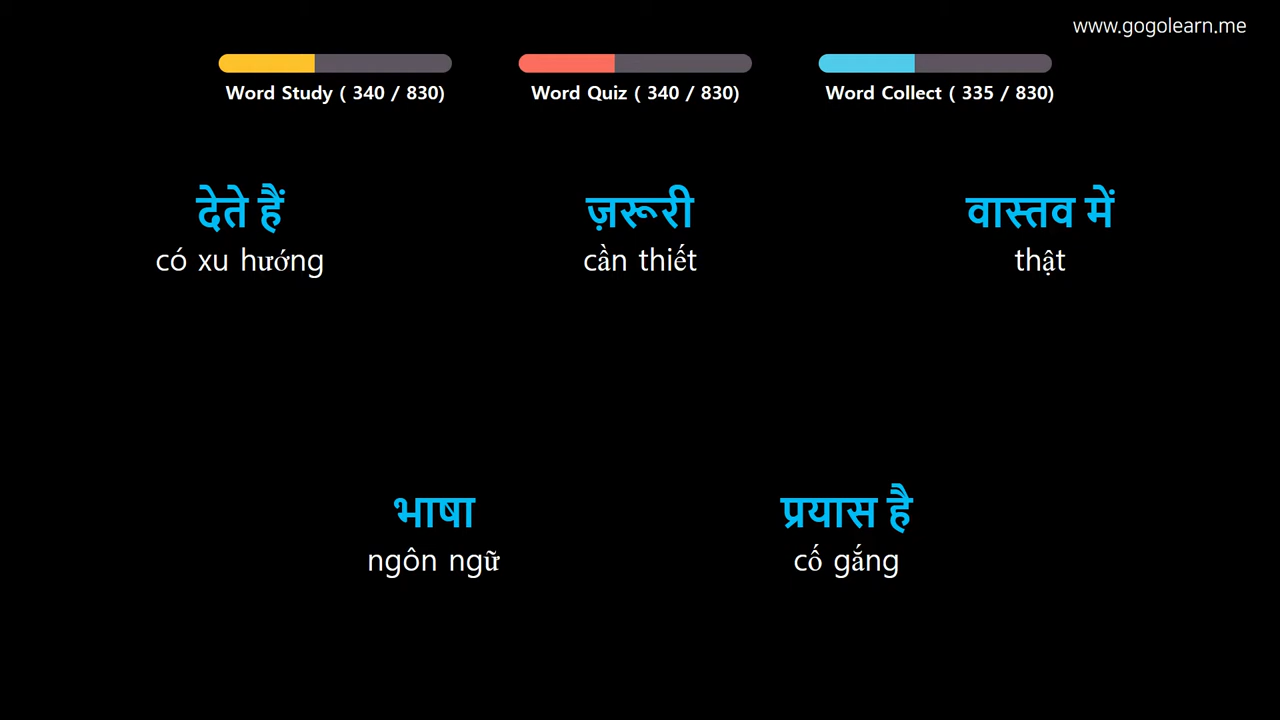 www.gogolearn.me
Word Study ( 340 / 830)
Word Quiz ( 340 / 830)
Word Collect ( 335 / 830)
देते हैं
có xu hướng
ज़रूरी
cần thiết
वास्तव में
thật
भाषा
ngôn ngữ
प्रयास है
cố gắng